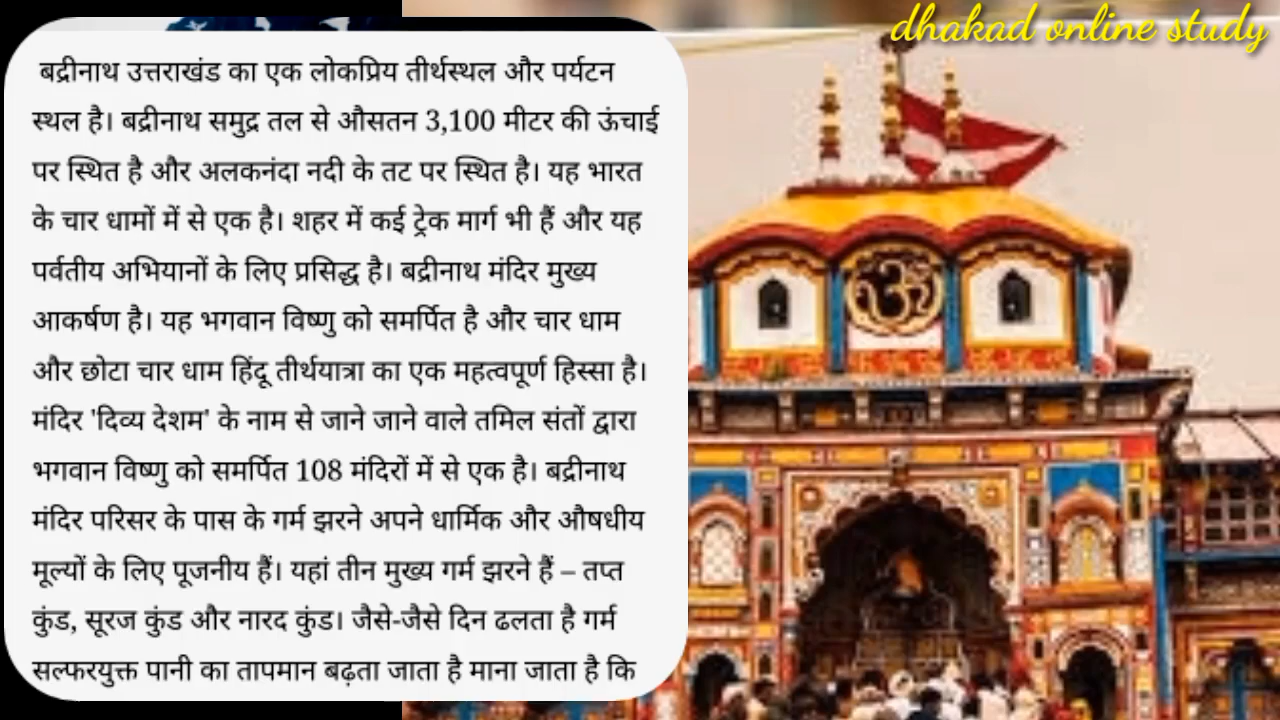 dhakad online study
बद्रीनाथ उत्तराखंड का एक लोकप्रिय तीर्थस्थल और पर्यटन
स्थल है। बद्रीनाथ समुद्र तल से औसतन 3,100 मीटर की ऊंचाई
पर स्थित है और अलकनंदा नदी के तट पर स्थित है। यह भारत
के चार धामों में से एक है। शहर में कई ट्रेक मार्ग भी हैं और यह
पर्वतीय अभियानों के लिए प्रसिद्ध है। बद्रीनाथ मंदिर मुख्य
आकर्षण है। यह भगवान विष्णु को समर्पित है और चार धाम
और छोटा चार धाम हिंदू तीर्थयात्रा का एक महत्वपूर्ण हिस्सा है।
मंदिर 'दिव्य देशम' के नाम से जाने जाने वाले तमिल संतों द्वारा
भगवान विष्णु को समर्पित 108 मंदिरों में से एक है। बद्रीनाथ
मंदिर परिसर के पास के गर्म झरने अपने धार्मिक और औषधीय
मूल्यों के लिए पूजनीय हैं। यहां तीन मुख्य गर्म झरने हैं – तप्त
कुंड, सूरज कुंड और नारद कुंड। जैसे-जैसे दिन ढलता है गर्म
सल्फरयुक्त पानी का तापमान बढ़ता जाता है माना जाता है कि
ॐ